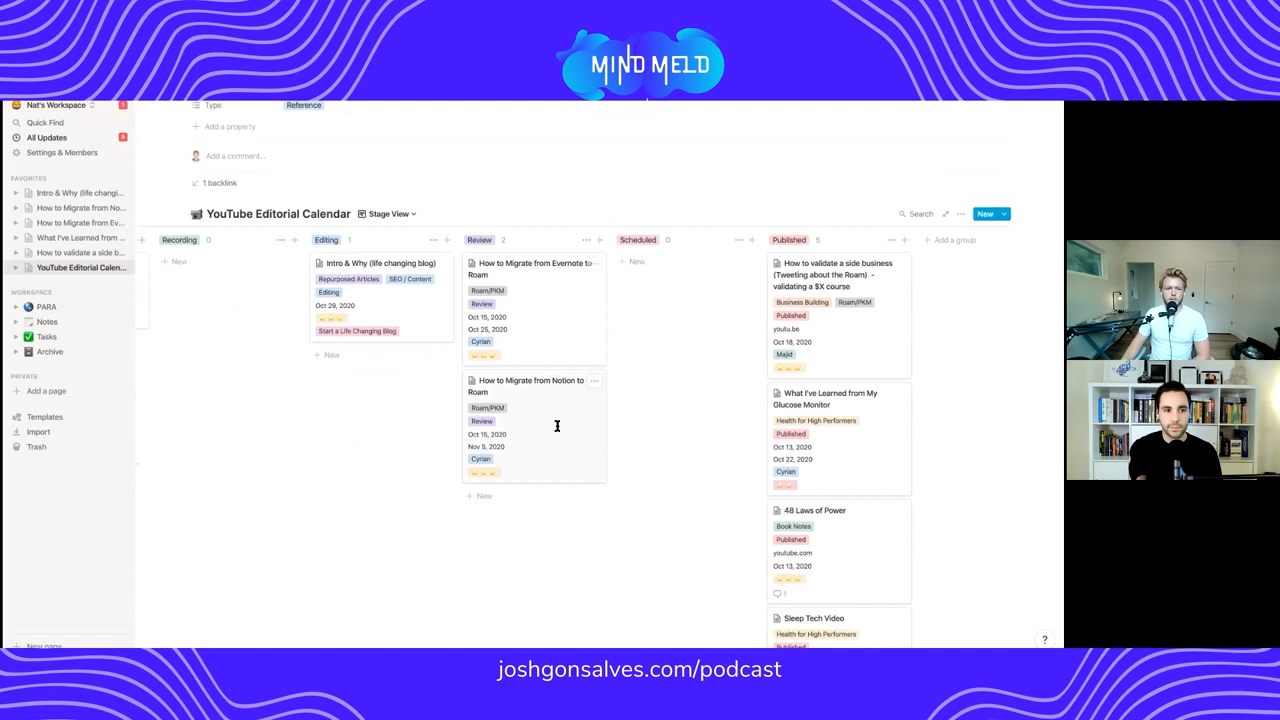 MIND MELD
Nat's Workspace
1
Quick Find
All Updates
6
Settings & Members
FAVORITES
Intro & Why (life changi...
How to Migrate from No...
How to Migrate from Ev...
What I've Learned from ...
How to validate a side b...
YouTube Editorial Calen...
WORKSPACE
PARA
Notes
Tasks
Archive
PRIVATE
Add a page
Templates
Import
Trash
New page
Type
Reference
Add a property
Add a comment...
1 backlink
YouTube Editorial Calendar
Stage View
Search
New
Recording 0
New
Editing 1
Intro & Why (life changing blog)
Repurposed Articles SEO / Content
Editing
Oct 29, 2020
Start a Life Changing Blog
New
Review 2
How to Migrate from Evernote to
Roam
Roam/PKM
Review
Oct 15, 2020
Oct 25, 2020
Cyrian
How to Migrate from Notion to
Roam
Roam/PKM
Review
Oct 15, 2020
Nov 5, 2020
Cyrian
New
Scheduled 0
New
Published 5
How to validate a side business
(Tweeting about the Roam) -
validating a $X course
Business Building Roam/PKM
Published
youtu.be
Oct 18, 2020
Majid
What I've Learned from My
Glucose Monitor
Health for High Performers
Published
Oct 13, 2020
Oct 22, 2020
Cyrian
48 Laws of Power
Book Notes
Published
youtube.com
Oct 13, 2020
1
Sleep Tech Video
Health for High Performers
Published
Add a group
?
joshgonsalves.com/podcast